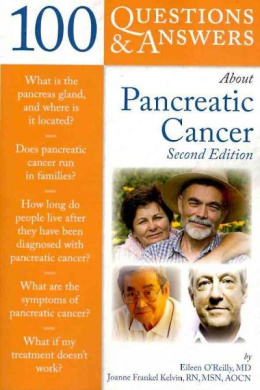 100 QUESTIONS
& ANSWERS
About
Pancreatic
Cancer
Second Edition
What is the
pancreas gland,
and where is
it located?
Does pancreatic
cancer run
in families?
How long do
people live after
they have been
diagnosed with
pancreatic cancer?
What are the
symptoms of
pancreatic cancer?
What if my
treatment doesn't
work?
by
Eileen O'Reilly, MD
Joanne Frankel Kelvin, RN, MSN, AOCN